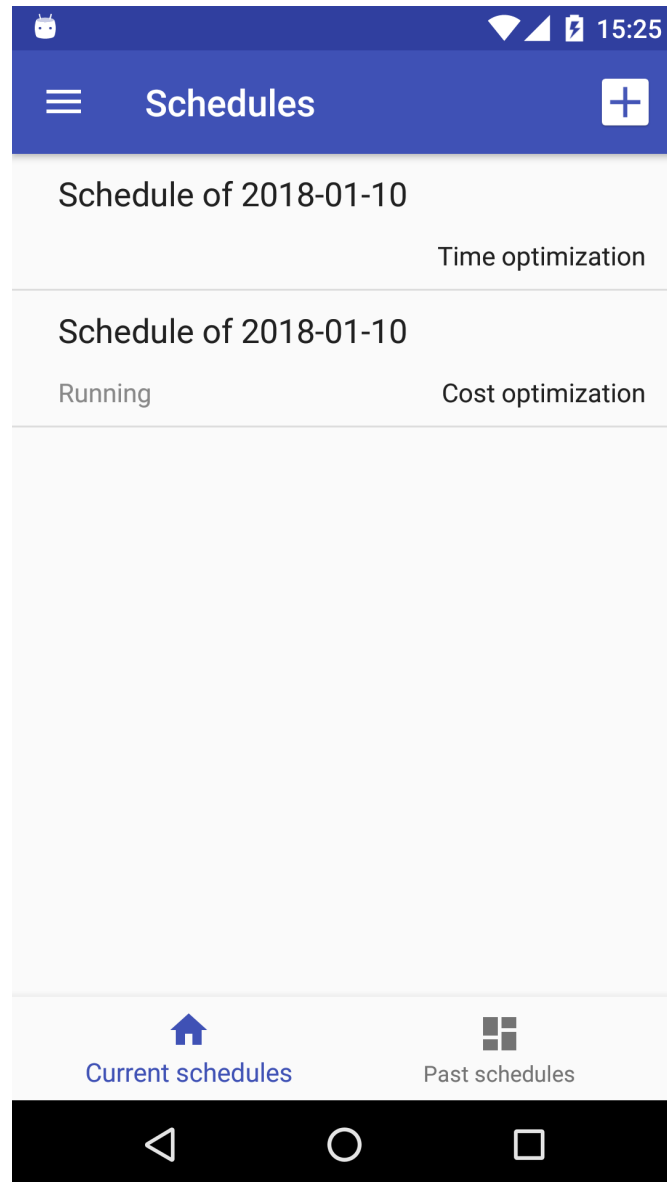 15:25
Schedules
Schedule of 2018-01-10
Time optimization
Schedule of 2018-01-10
Running Cost optimization
Current schedules Past schedules